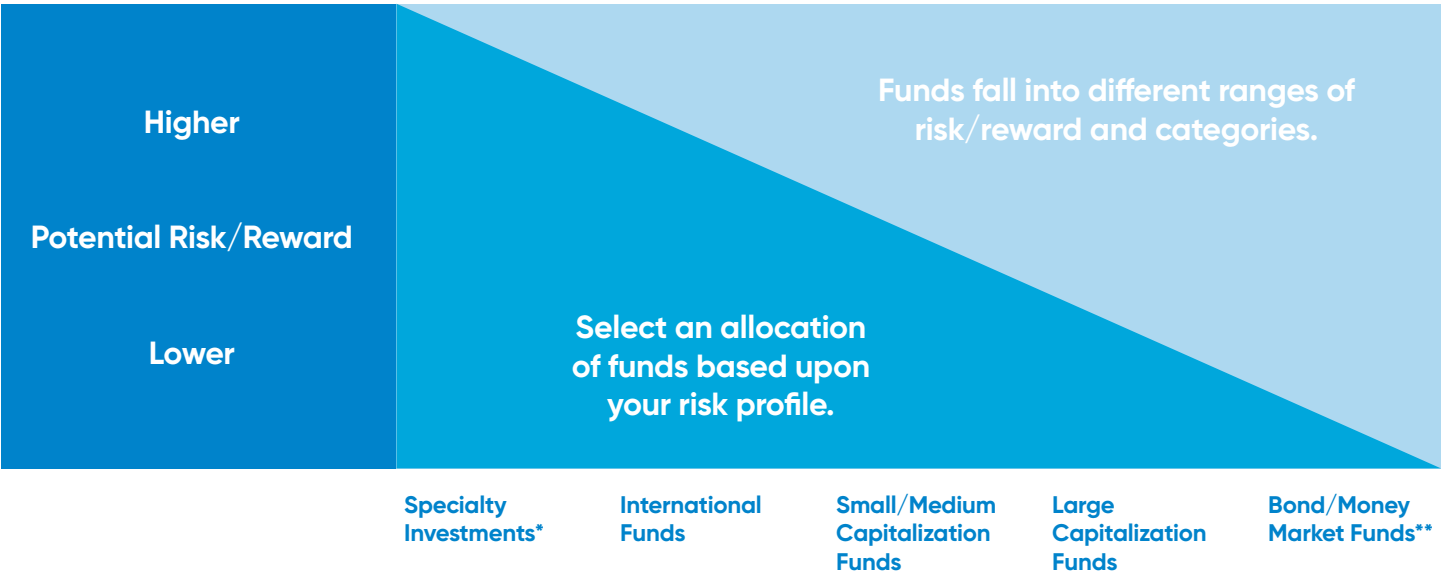 Higher
Potential Risk/Reward
Lower
Funds fall into different ranges of
risk/reward and categories.
Select an allocation
of funds based upon
your risk profile.
Specialty
Investments*
International
Funds
Small/Medium
Capitalization
Funds
Large
Capitalization
Funds
Bond/Money
Market Funds**